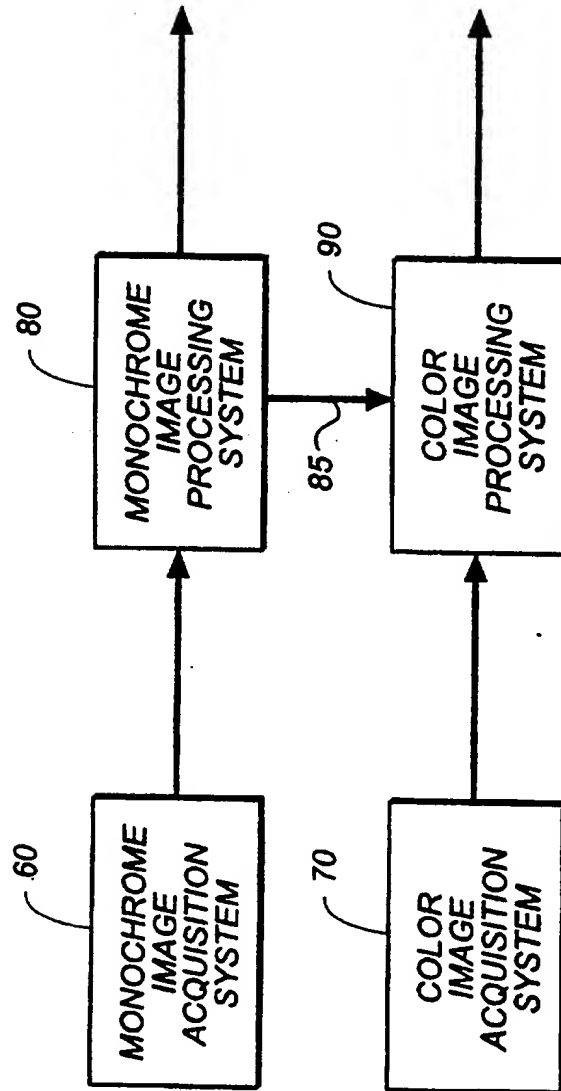 60
MONOCHROME
IMAGE
ACQUISITION
SYSTEM
80
MONOCHROME
IMAGE
PROCESSING
SYSTEM
85
70
COLOR
IMAGE
ACQUISITION
SYSTEM
90
COLOR
IMAGE
PROCESSING
SYSTEM